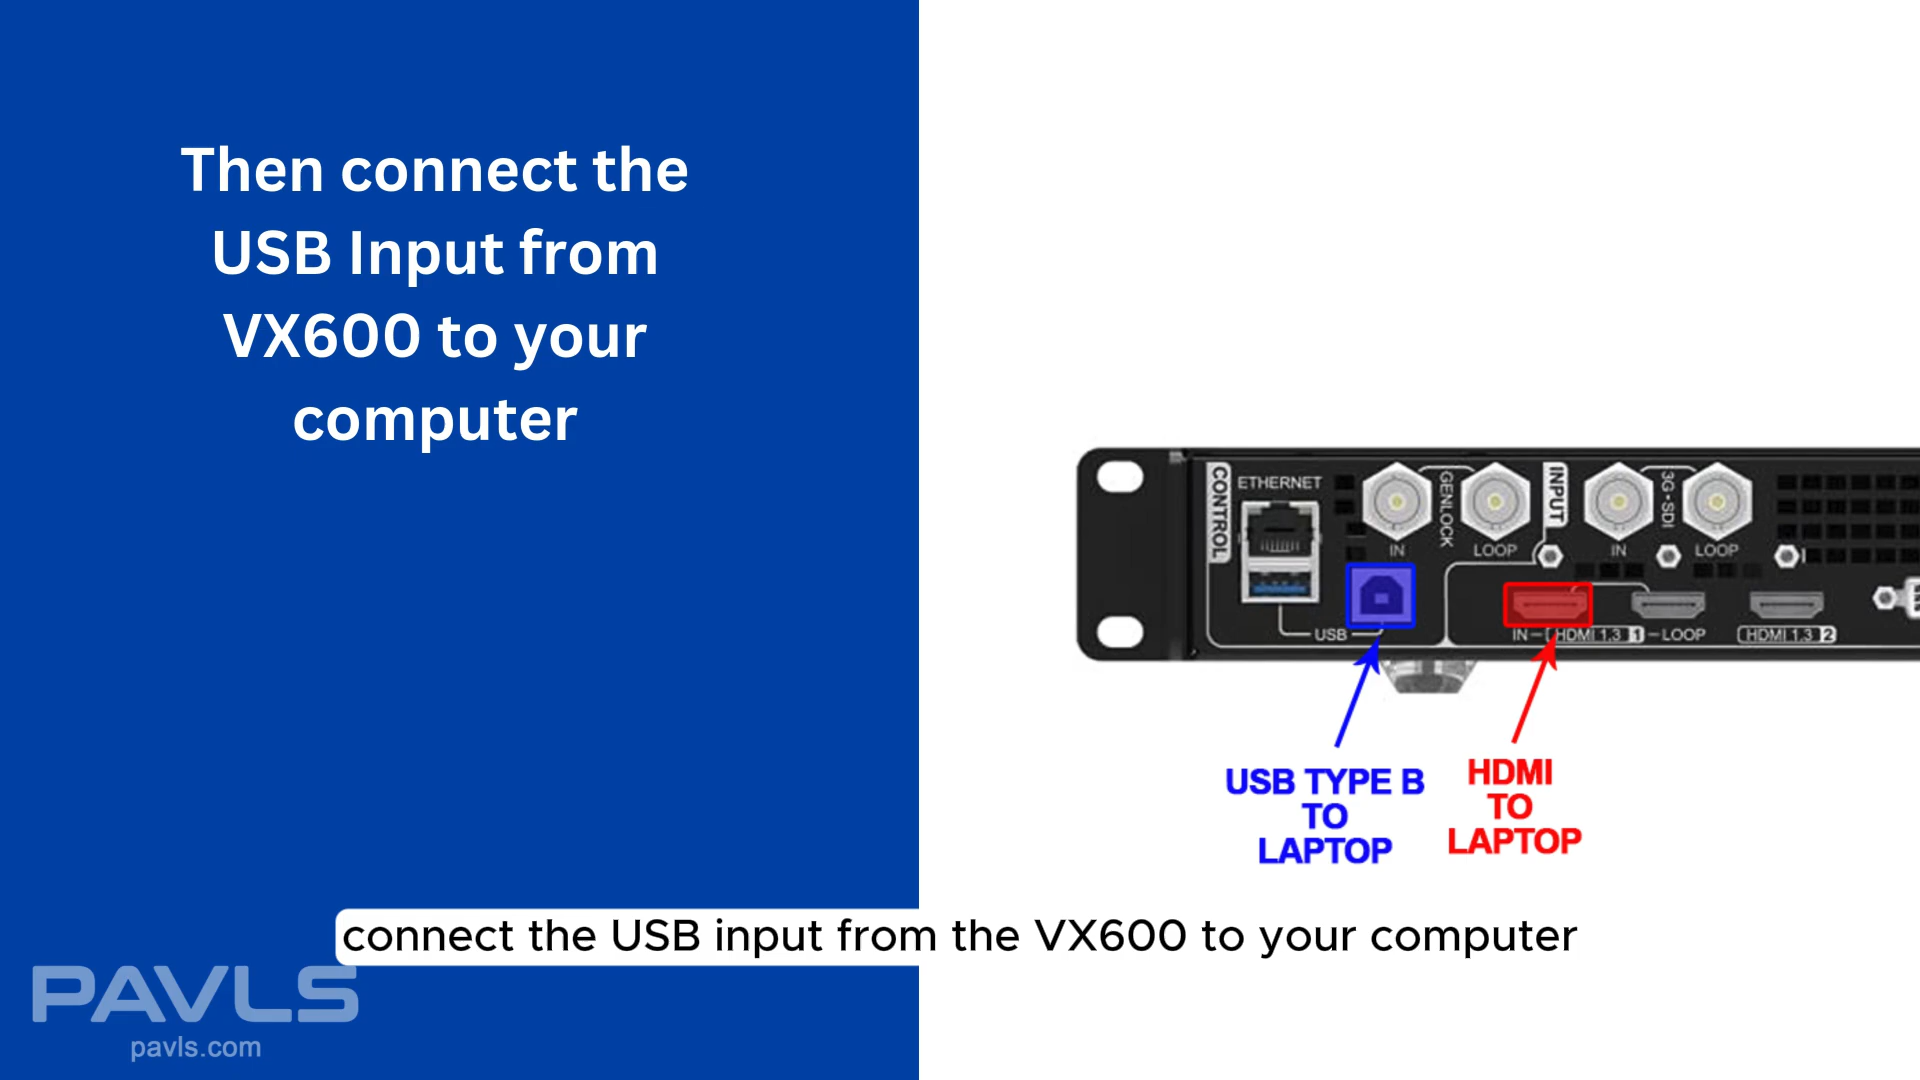 Then connect the
USB Input from
VX600 to your
computer
CONTROL
ETHERNET
USB
IN
GENLOCK
LOOP
INPUT
IN
3G-SDI
LOOP
IN
HDMI 1.3 1
LOOP
HDMI 1.3 2
USB TYPE B
TO
LAPTOP
HDMI
TO
LAPTOP
connect the USB input from the VX600 to your computer
PAVLS
pavls.com